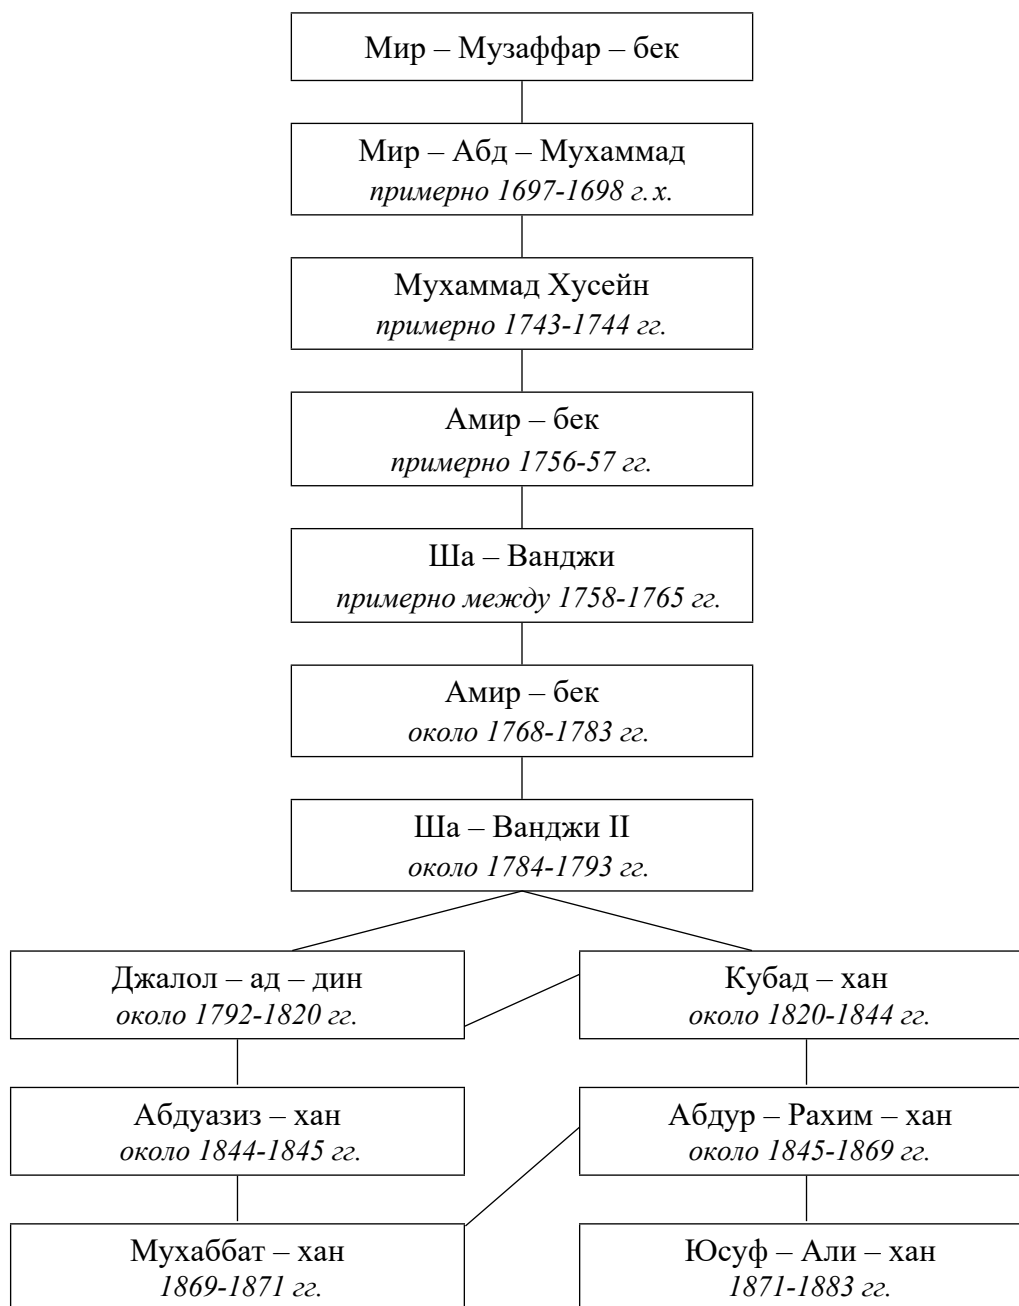 Мир – Музаффар – бек
Мир – Абд – Мухаммад
примерно 1697-1698 г. х.
Мухаммад Хусейн
примерно 1743-1744 гг.
Амир – бек
примерно 1756-57 гг.
Ша – Ванджи
примерно между 1758-1765 гг.
Амир – бек
около 1768-1783 гг.
Ша – Ванджи II
около 1784-1793 гг.
Джалол – ад – дин
около 1792-1820 гг.
Кубад – хан
около 1820-1844 гг.
Абдуазиз – хан
около 1844-1845 гг.
Абдур – Рахим – хан
около 1845-1869 гг.
Мухаббат – хан
1869-1871 гг.
Юсуф – Али – хан
1871-1883 гг.